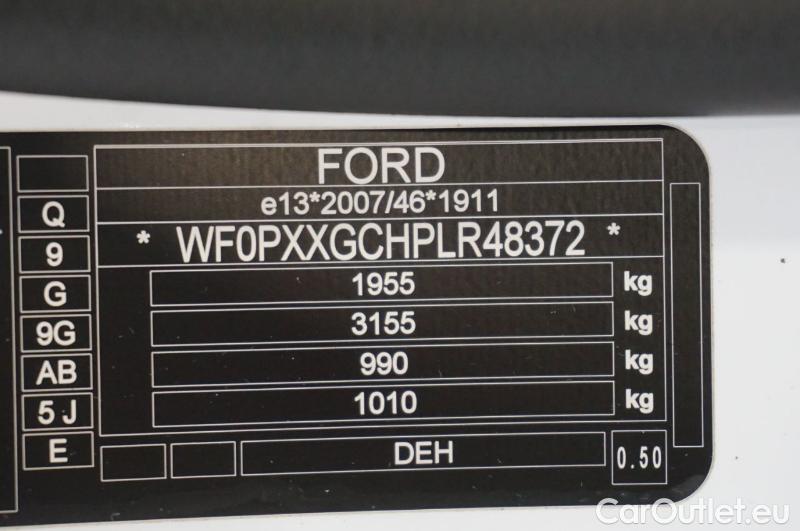 FORD
e13*2007/46*1911
* WF0PXXGCHPLR48372 *
1955 kg
3155 kg
990 kg
1010 kg
DEH 0.50
Q
9
G
9G
AB
5 J
E
CarOutlet.eu